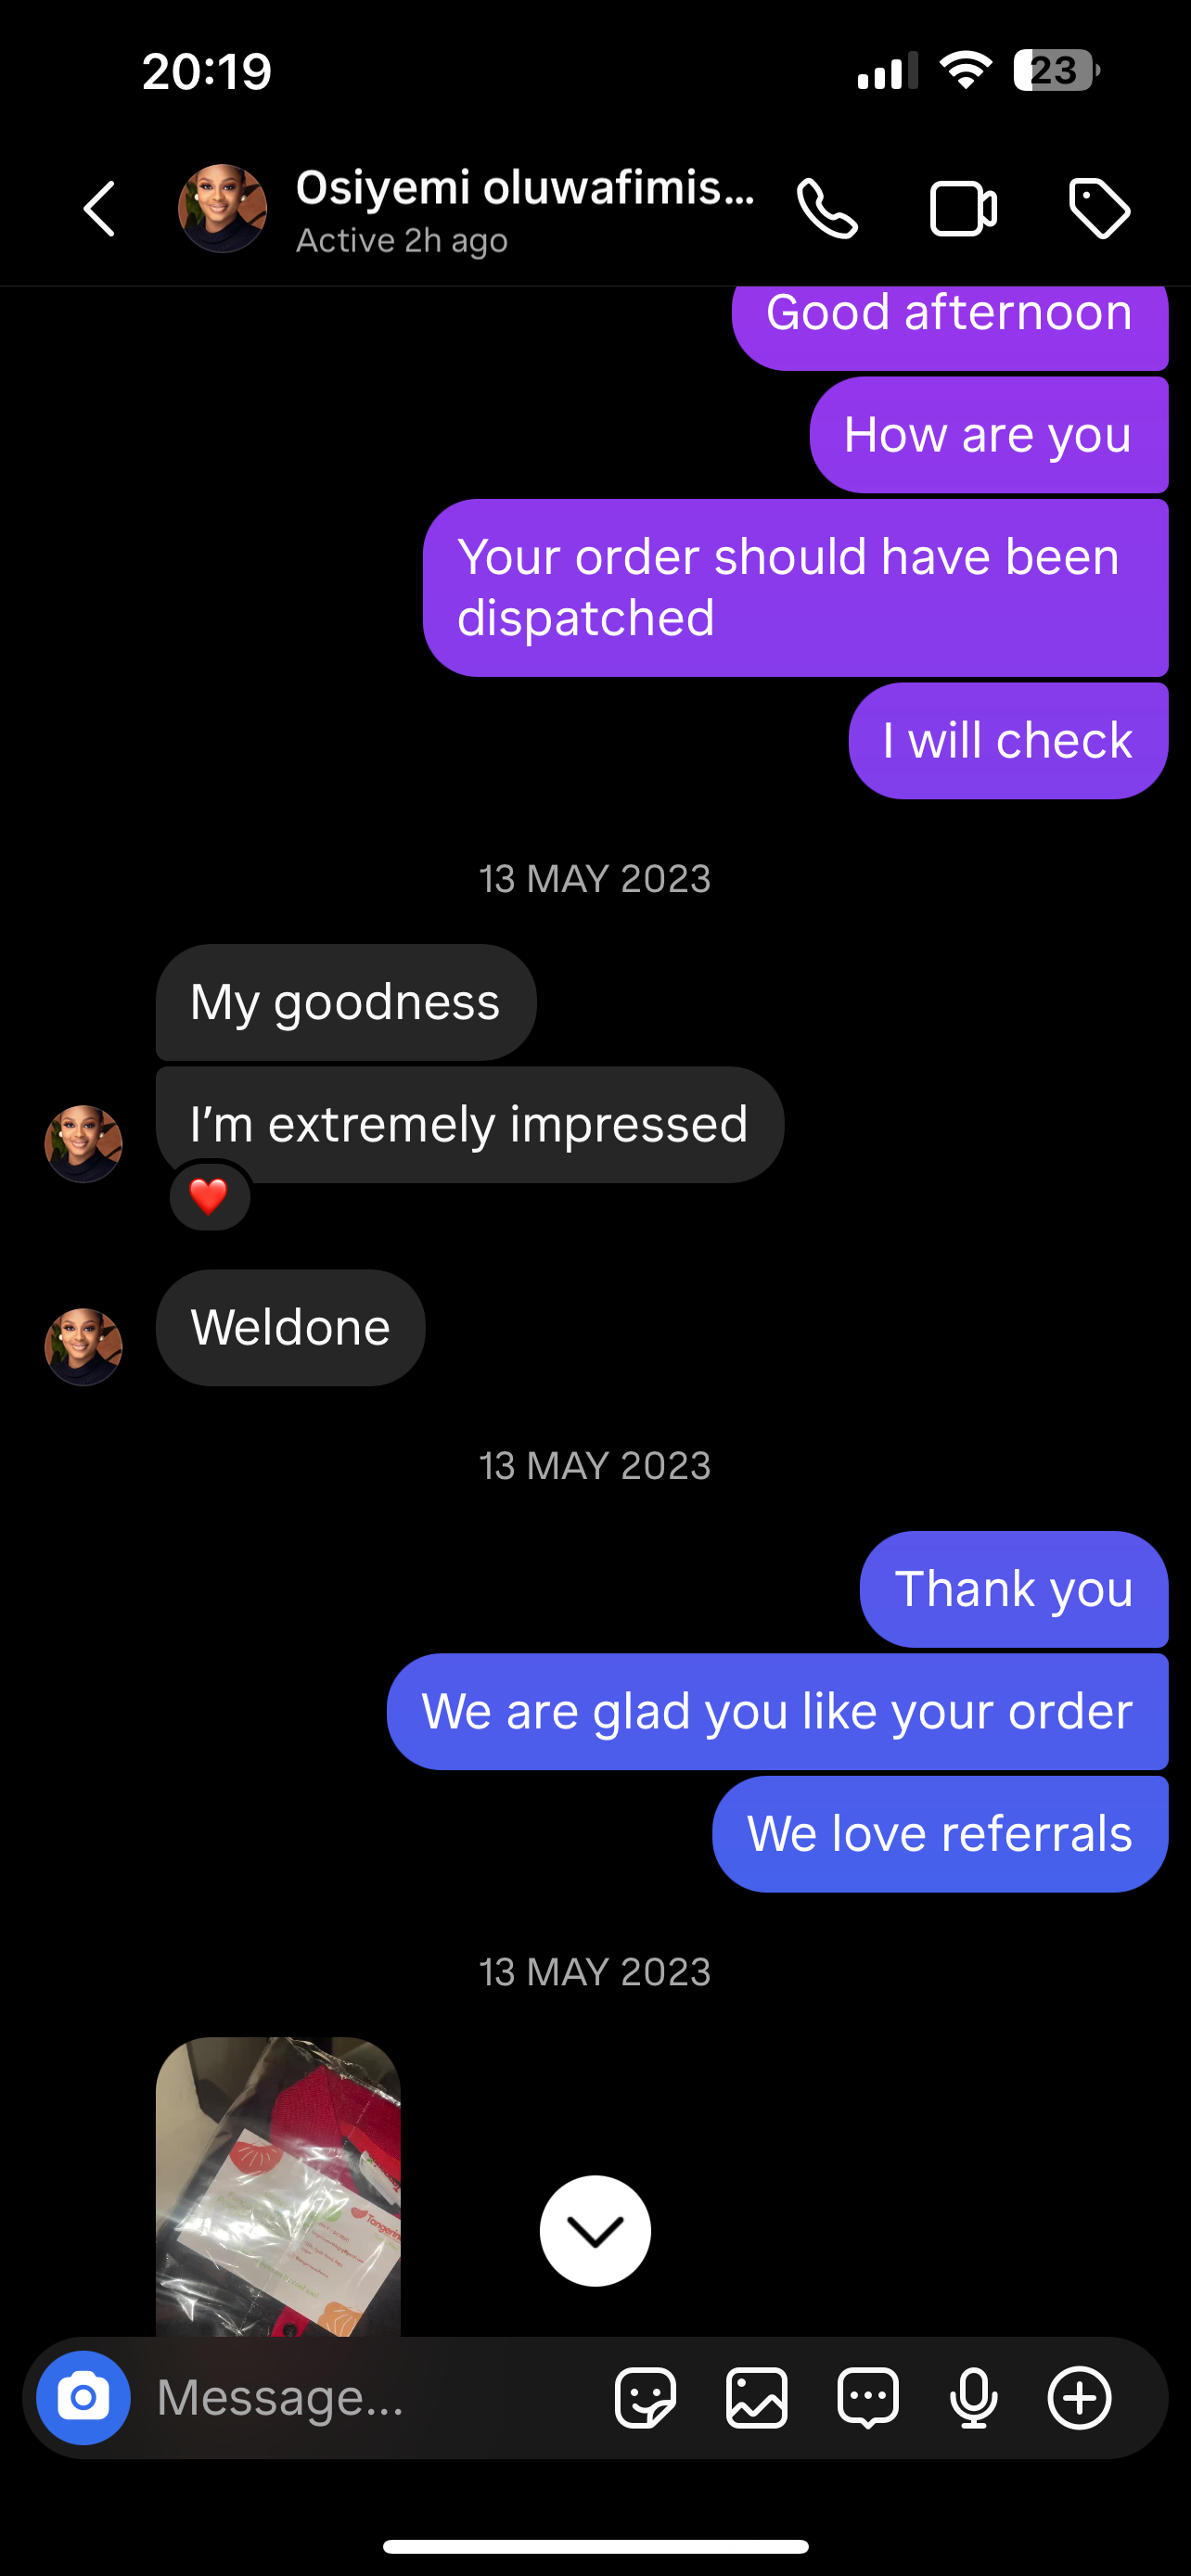 20:19
23
Osiyemi oluwafimis...
Active 2h ago
Good afternoon
How are you
Your order should have been
dispatched
I will check
13 MAY 2023
My goodness
I’m extremely impressed
Weldone
13 MAY 2023
Thank you
We are glad you like your order
We love referrals
13 MAY 2023
Message...